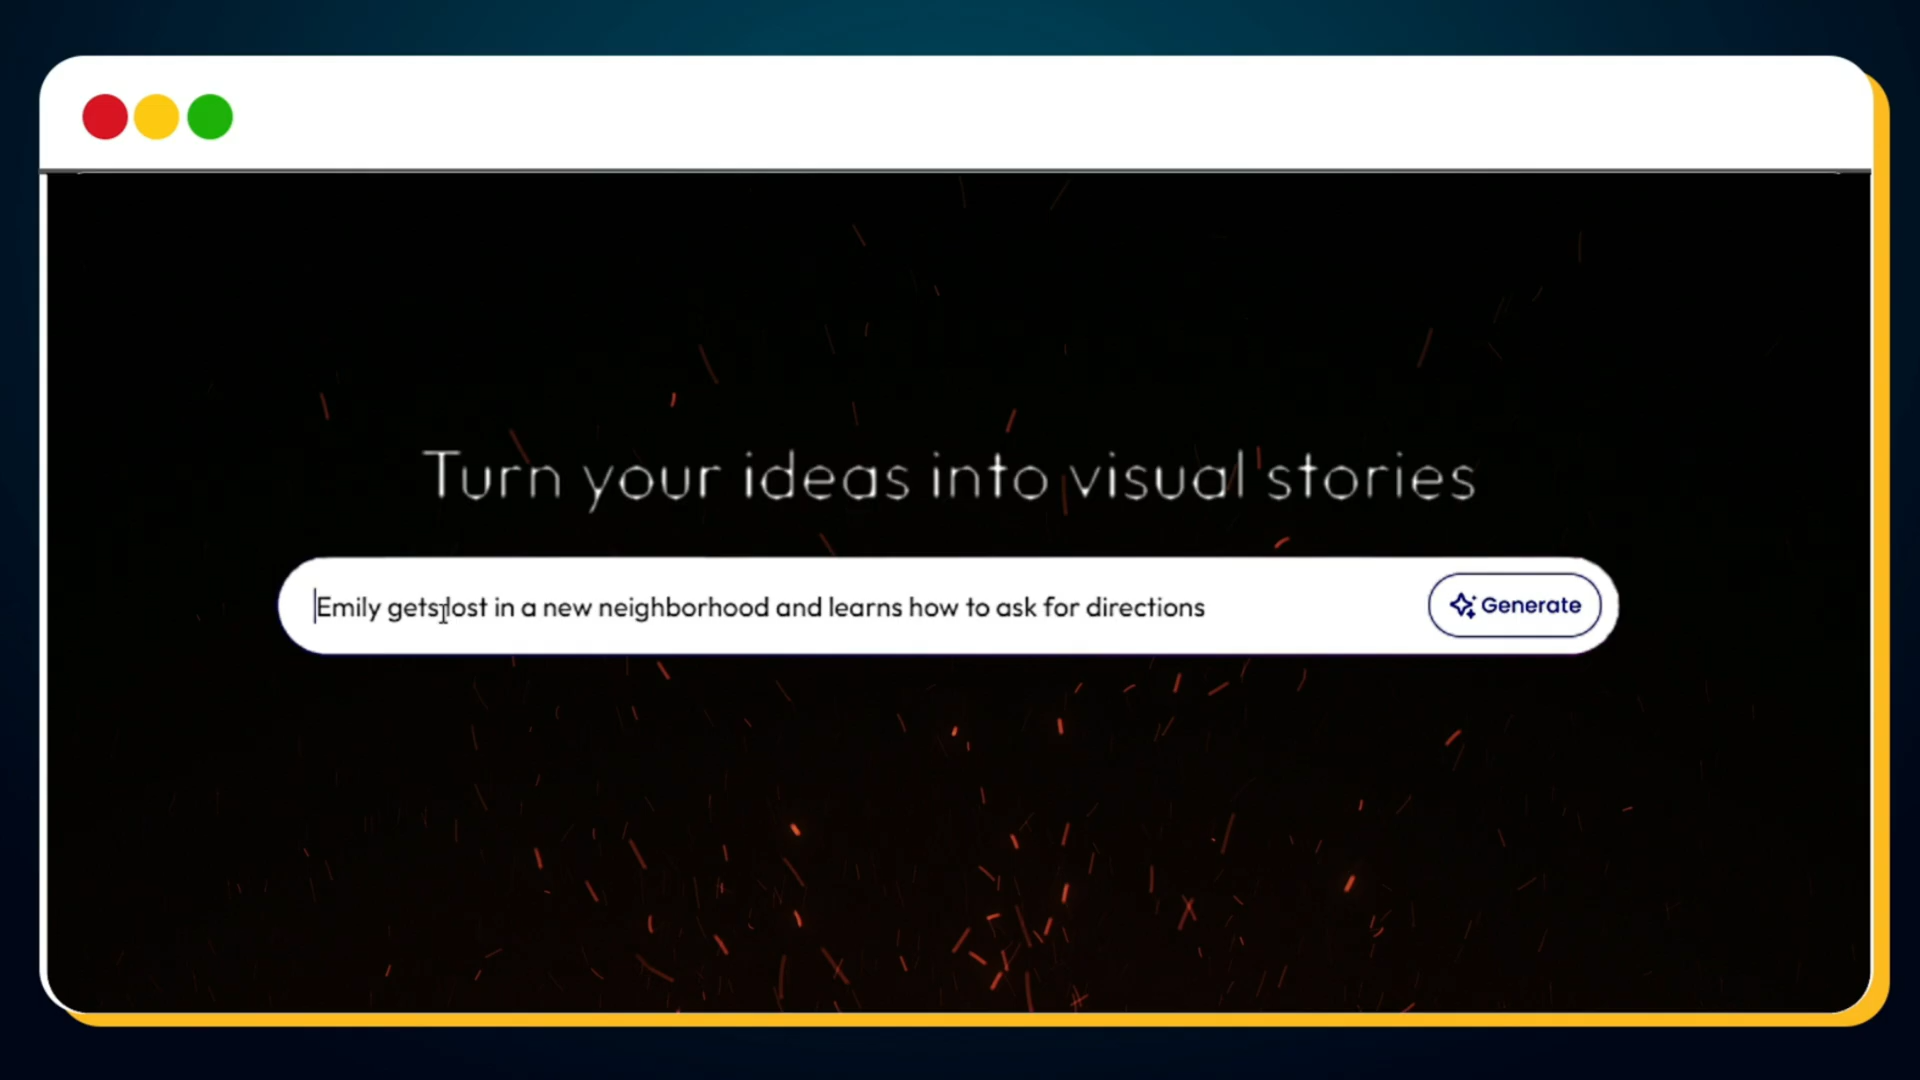 Turn your ideas into visual stories
Emily gets lost in a new neighborhood and learns how to ask for directions
Generate